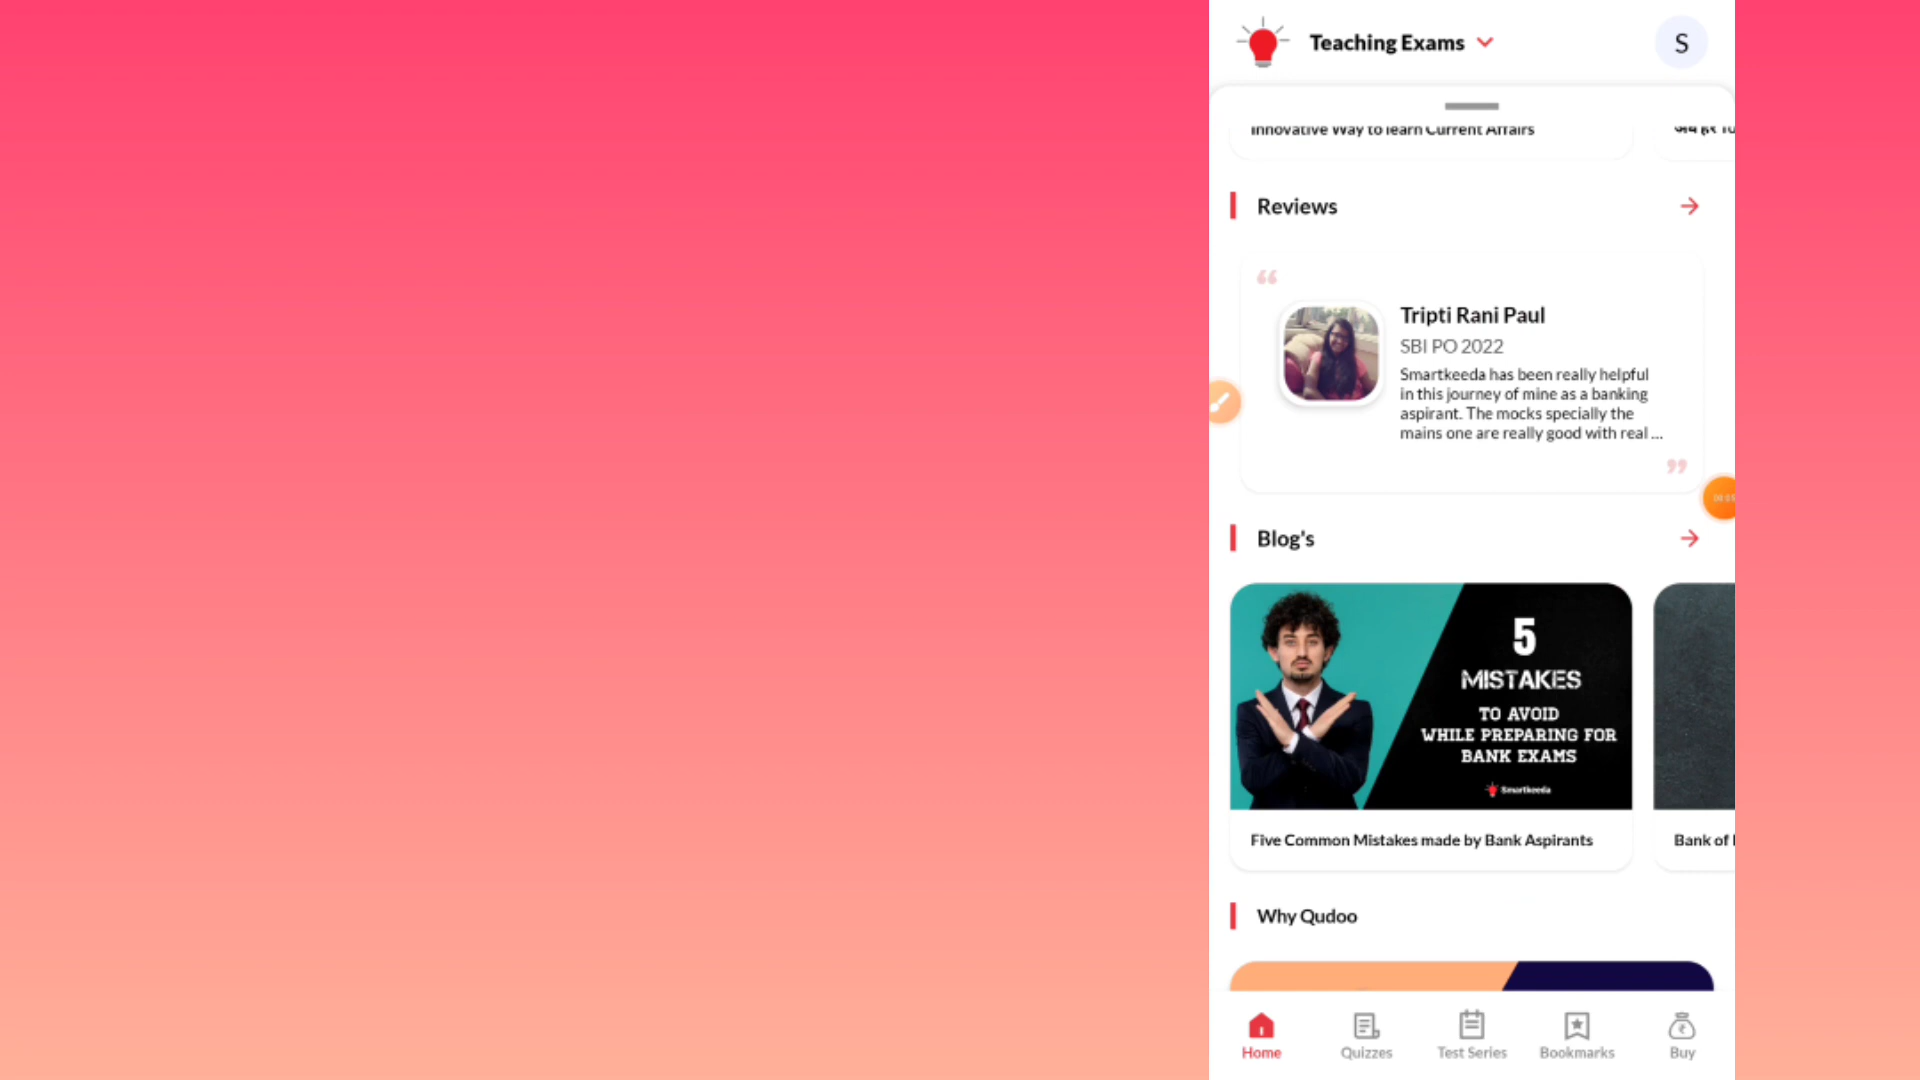 Teaching Exams
S
Innovative Way to learn Current Affairs
Reviews
Tripti Rani Paul
SBI PO 2022
Smartkeeda has been really helpful
in this journey of mine as a banking
aspirant. The mocks specially the
mains one are really good with real ...
Blog's
5
MISTAKES
TO AVOID
WHILE PREPARING FOR
BANK EXAMS
Smartkeeda
Five Common Mistakes made by Bank Aspirants
Bank of
Why Qudoo
Home
Quizzes
Test Series
Bookmarks
Buy